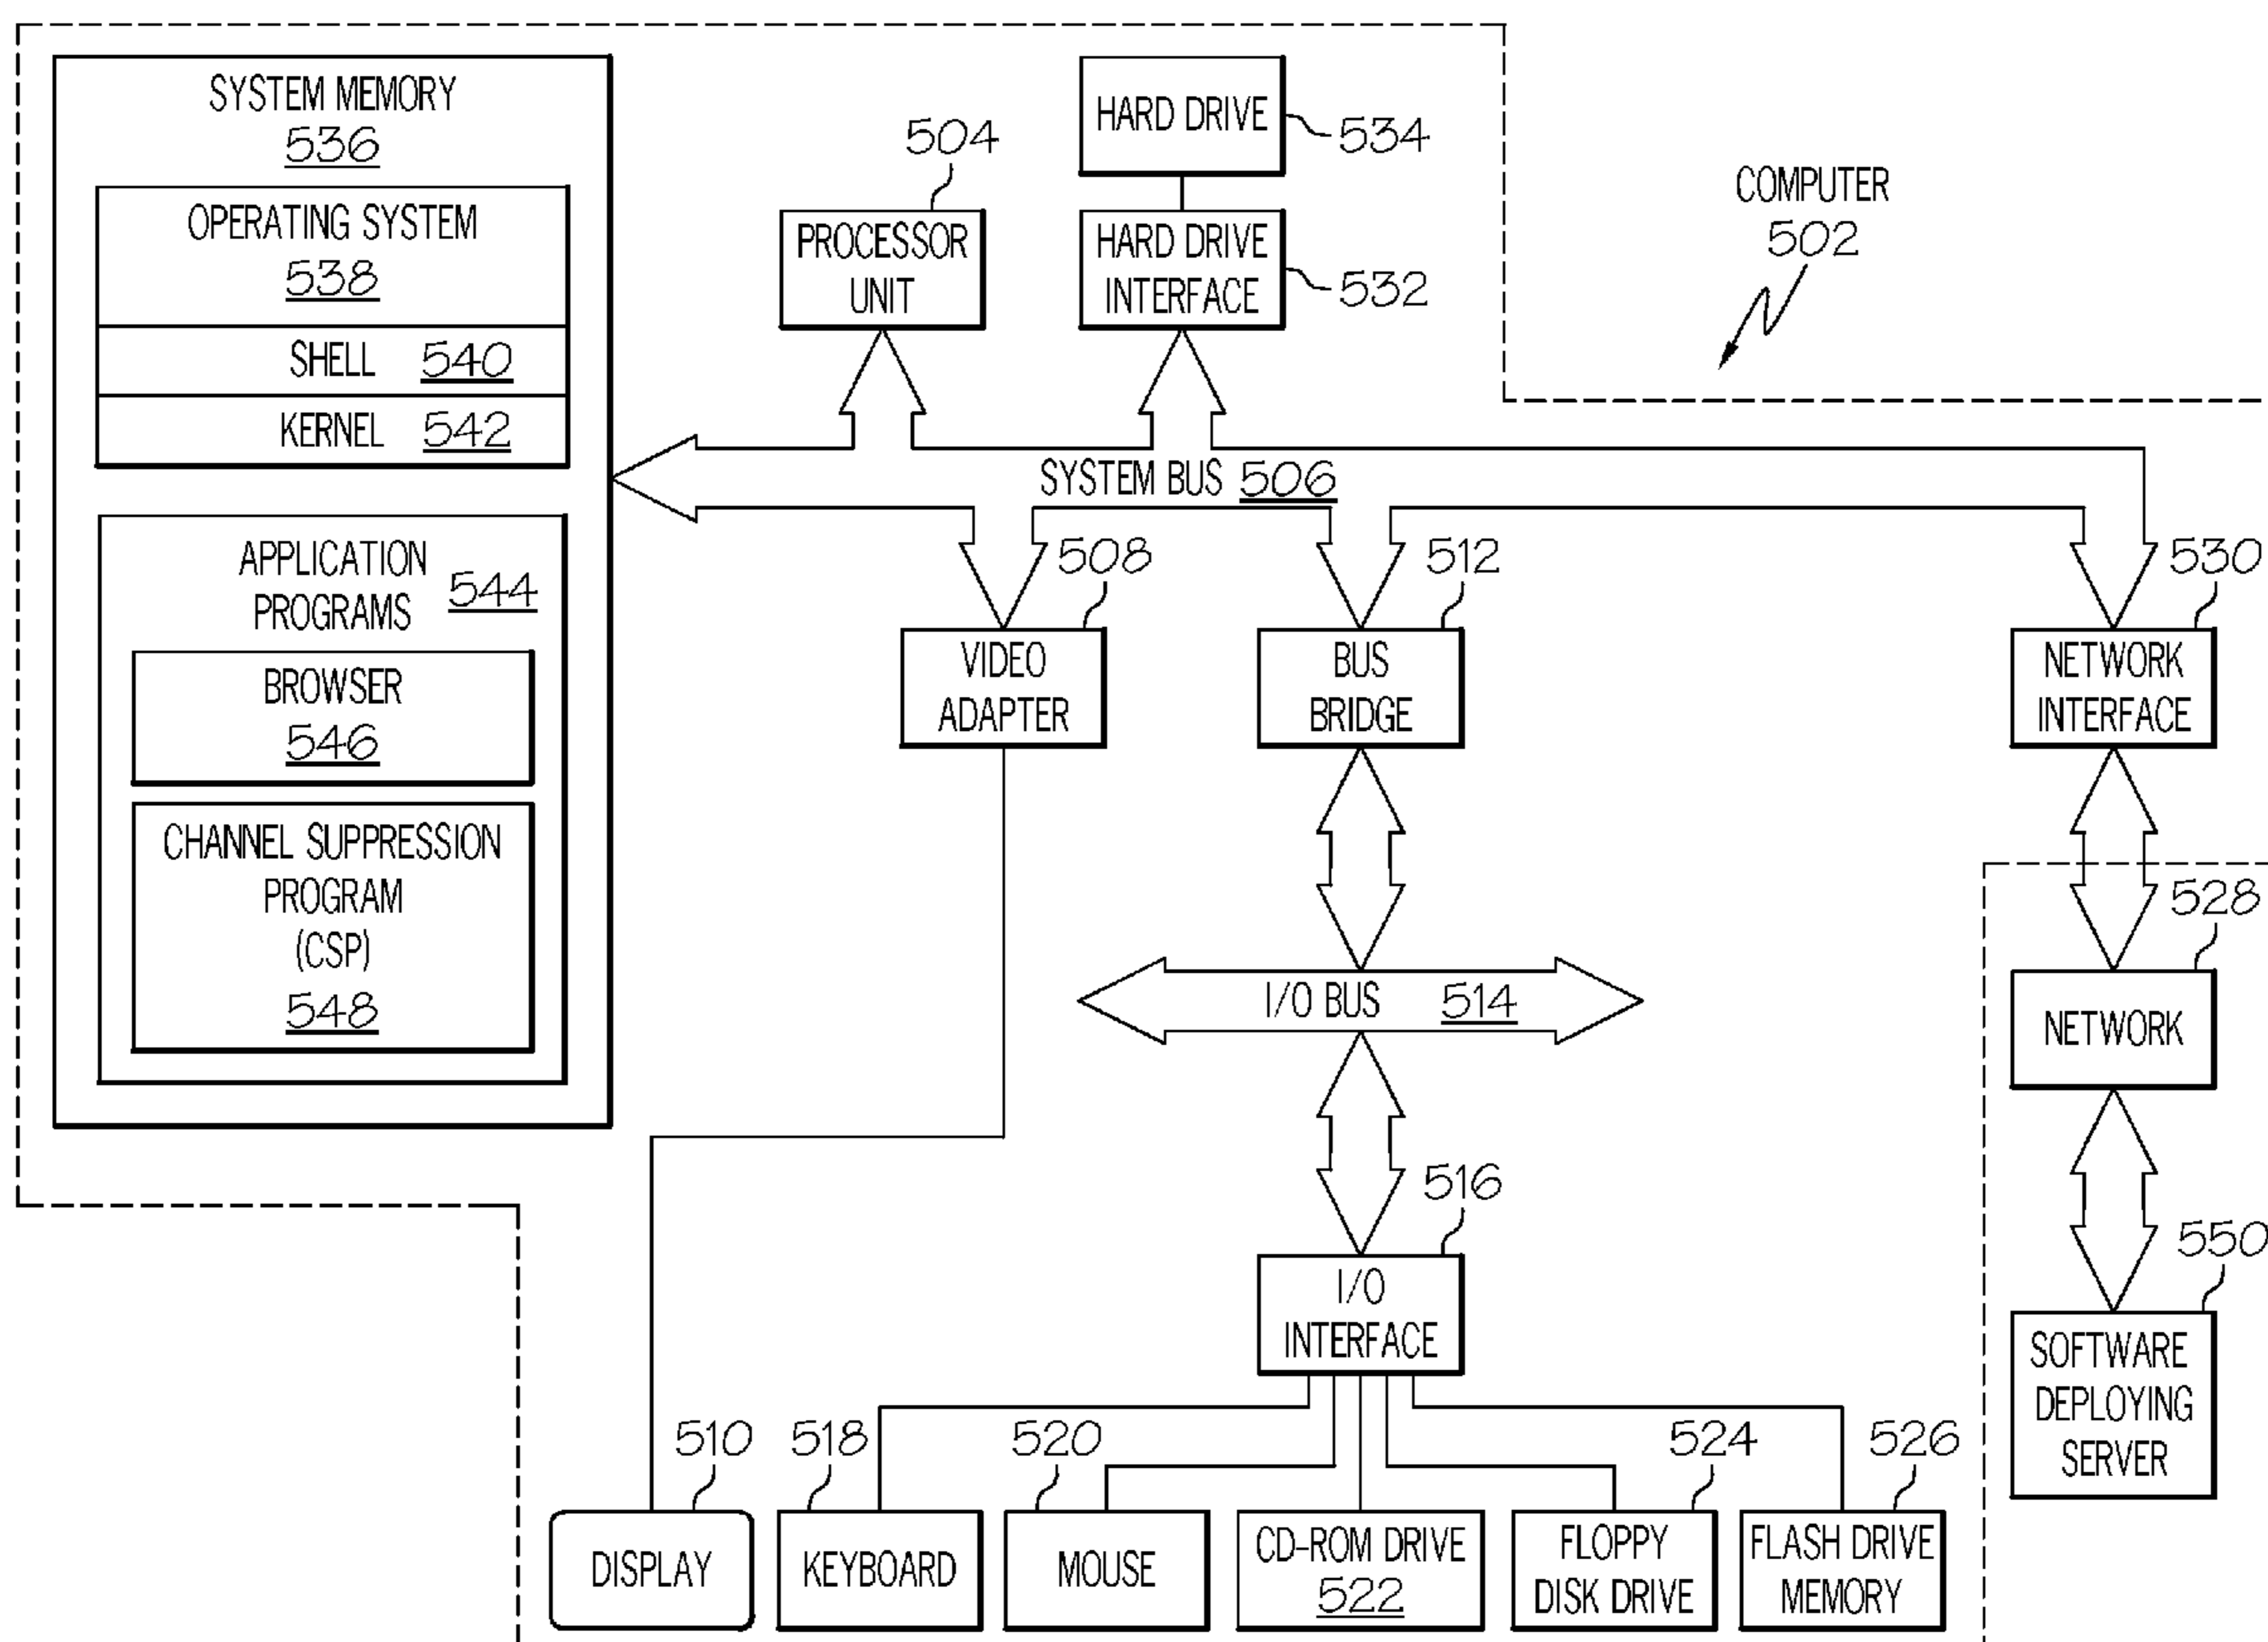 SYSTEM MEMORY
536
OPERATING SYSTEM
538
SHELL 540
KERNEL 542
APPLICATION
PROGRAMS 544
BROWSER
546
CHANNEL SUPPRESSION
PROGRAM
(CSP)
548
504
PROCESSOR
UNIT
HARD DRIVE
534
HARD DRIVE
INTERFACE
532
COMPUTER
502
SYSTEM BUS 506
508
VIDEO
ADAPTER
512
BUS
BRIDGE
530
NETWORK
INTERFACE
I/O BUS 514
528
NETWORK
516
I/O
INTERFACE
550
SOFTWARE
DEPLOYING
SERVER
510
DISPLAY
518
KEYBOARD
520
MOUSE
CD-ROM DRIVE
522
524
FLOPPY
DISK DRIVE
526
FLASH DRIVE
MEMORY